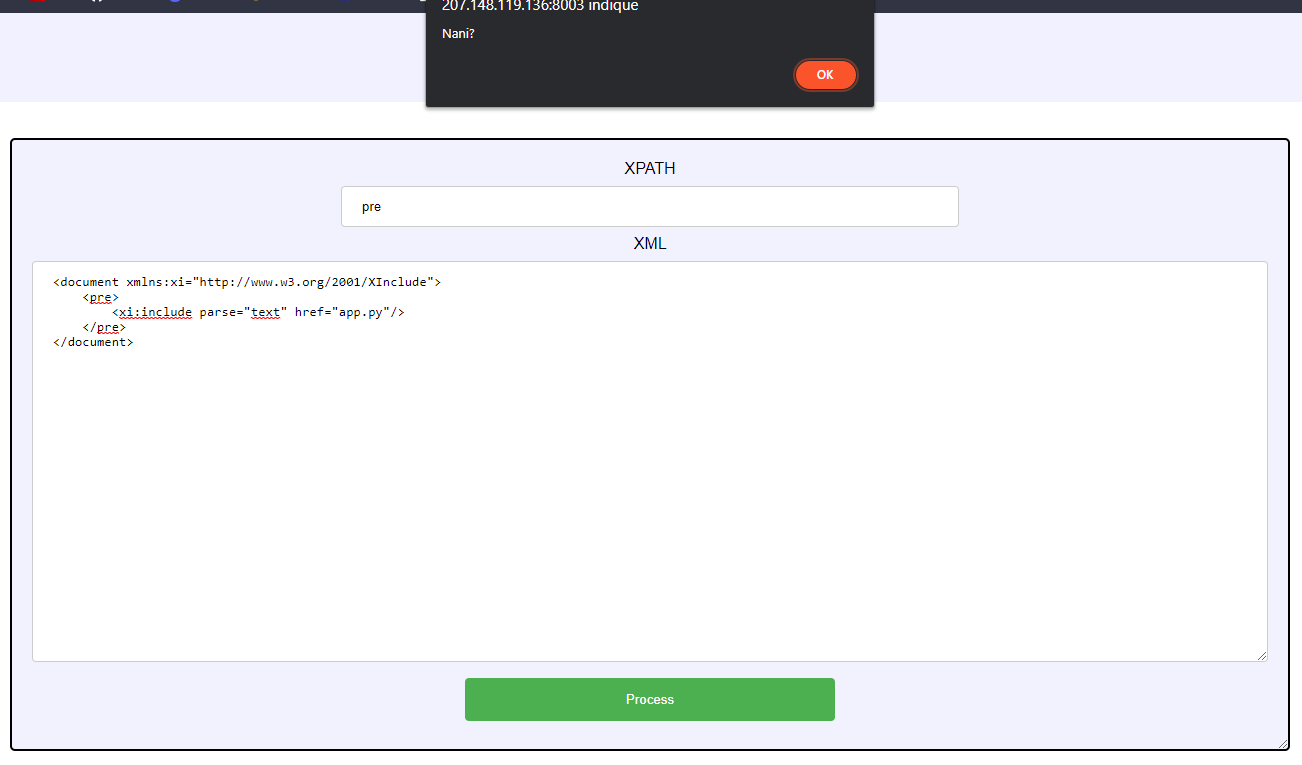 207.148.119.136:8003 indique
Nani?
OK
XPATH
pre
XML
<document xmlns:xi="http://www.w3.org/2001/XInclude">
    <pre>
        <xi:include parse="text" href="app.py"/>
    </pre>
</document>
Process